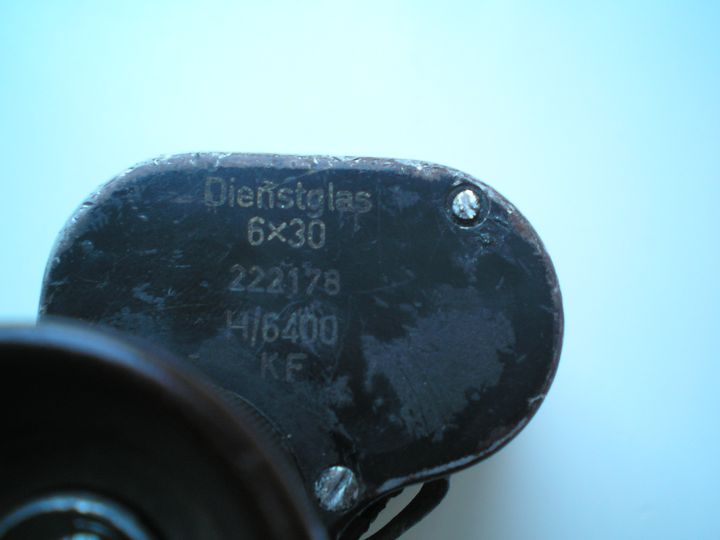 Dienstglas
6×30
222178
H/6400
KF